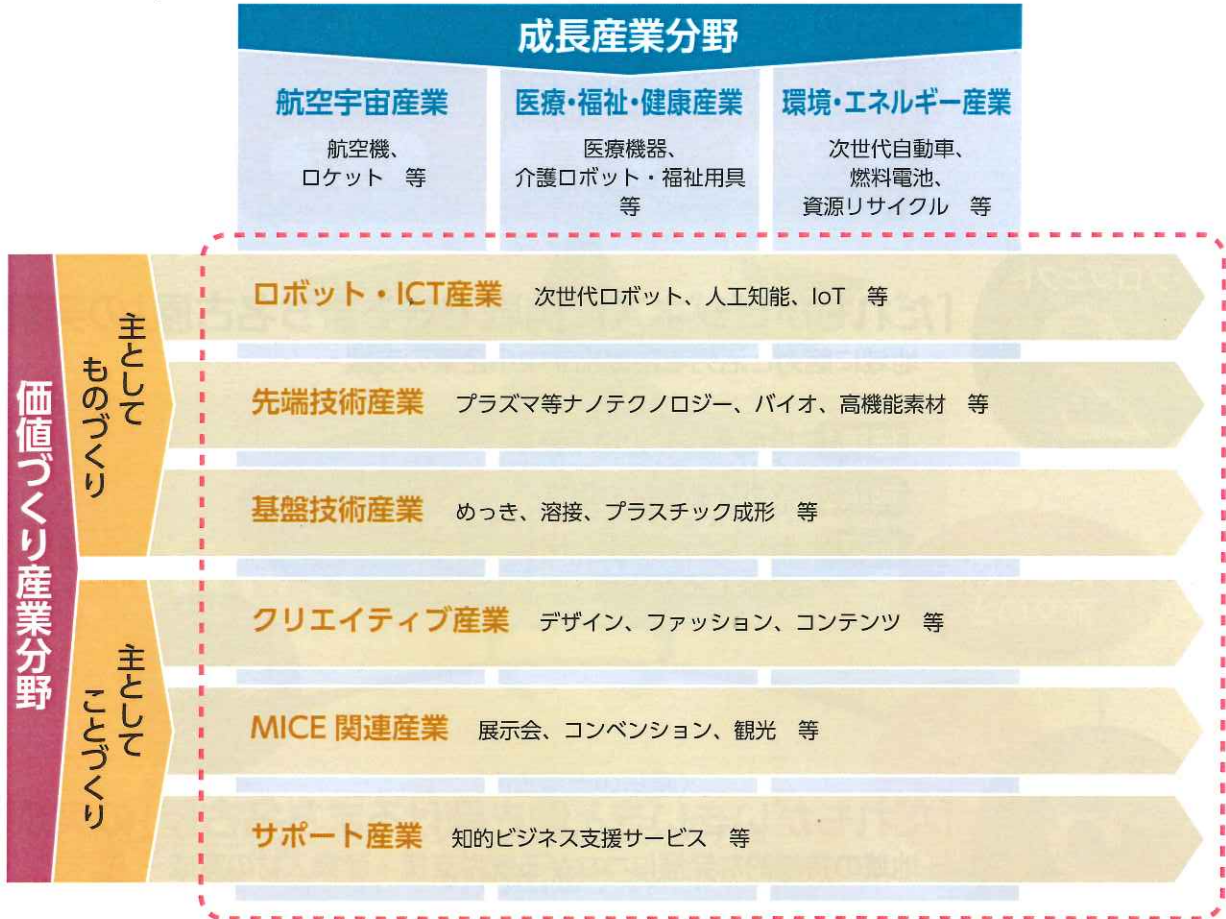 成長産業分野
航空宇宙産業
航空機、
ロケット 等
医療・福祉・健康産業
医療機器、
介護ロボット・福祉用具
等
環境・エネルギー産業
次世代自動車、
燃料電池、
資源リサイクル 等
価値づくり産業分野
主として
ものづくり
ロボット・ICT産業 次世代ロボット、人工知能、IoT 等
先端技術産業 プラズマ等ナノテクノロジー、バイオ、高機能素材 等
基盤技術産業 めっき、溶接、プラスチック成形 等
主として
ことづくり
クリエイティブ産業 デザイン、ファッション、コンテンツ 等
MICE 関連産業 展示会、コンベンション、観光 等
サポート産業 知的ビジネス支援サービス 等